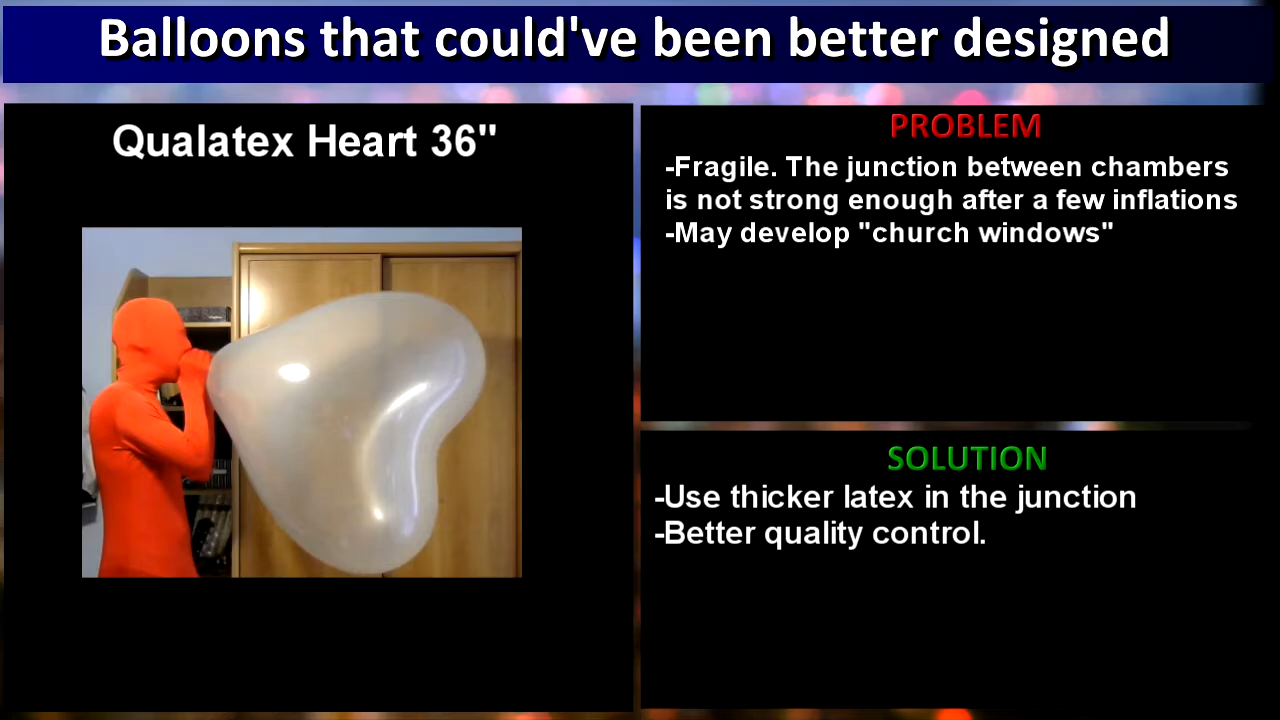 Balloons that could've been better designed
Qualatex Heart 36"
PROBLEM
-Fragile. The junction between chambers
is not strong enough after a few inflations
-May develop "church windows"
SOLUTION
-Use thicker latex in the junction
-Better quality control.